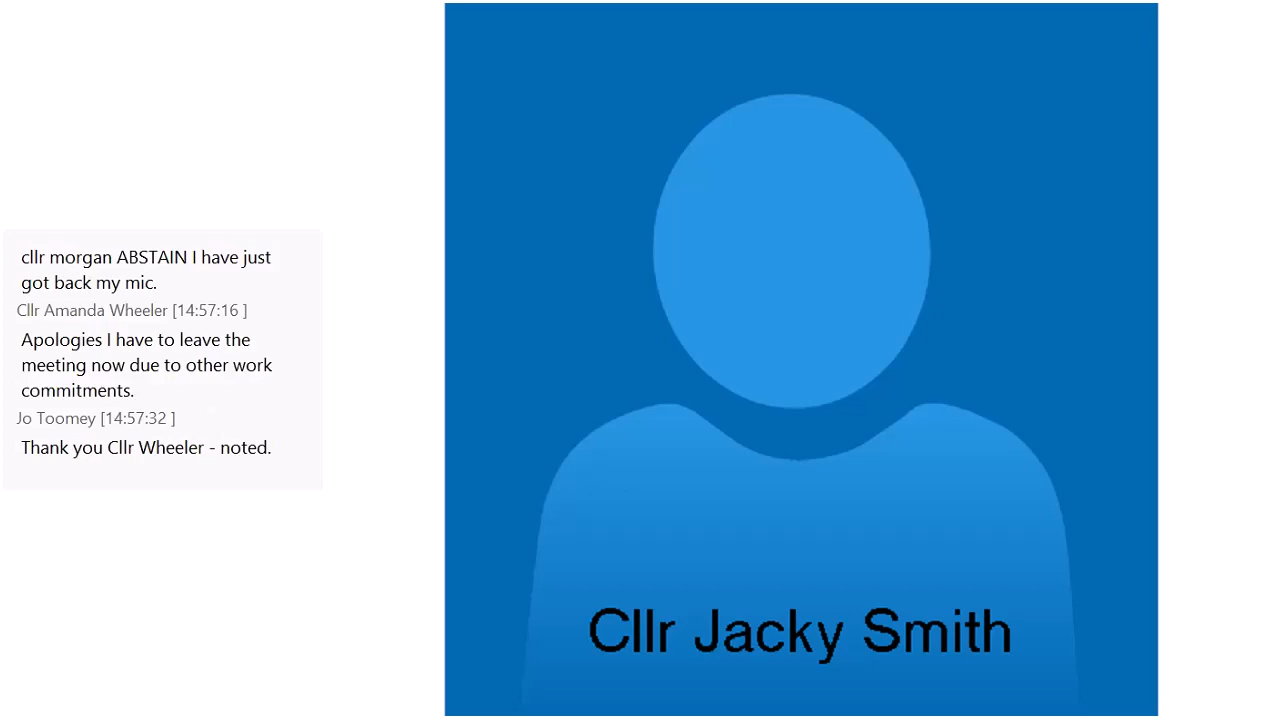 cllr morgan ABSTAIN I have just
got back my mic.
Cllr Amanda Wheeler [14:57:16 ]
Apologies I have to leave the
meeting now due to other work
commitments.
Jo Toomey [14:57:32 ]
Thank you Cllr Wheeler - noted.
Cllr Jacky Smith